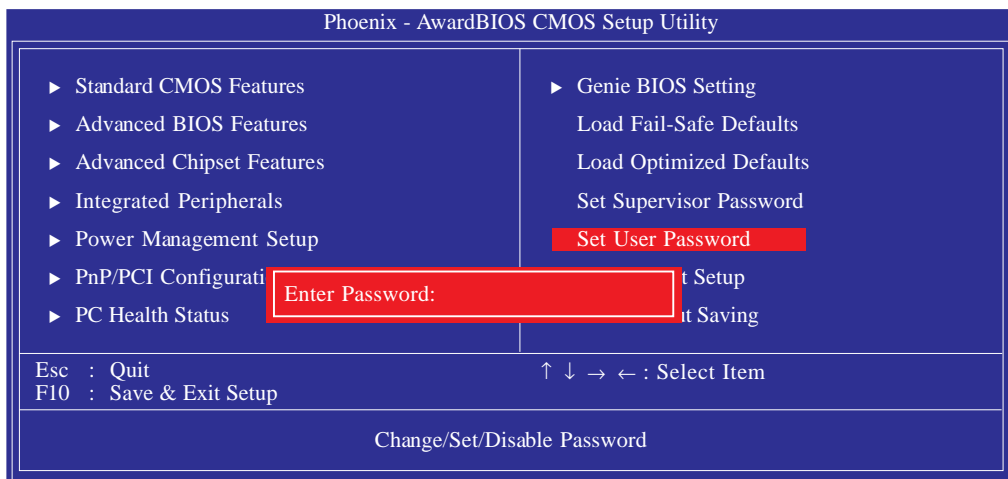 Phoenix - AwardBIOS CMOS Setup Utility
▶ Standard CMOS Features
▶ Advanced BIOS Features
▶ Advanced Chipset Features
▶ Integrated Peripherals
▶ Power Management Setup
▶ PnP/PCI Configurati
▶ PC Health Status
▶ Genie BIOS Setting
Load Fail-Safe Defaults
Load Optimized Defaults
Set Supervisor Password
Set User Password
t Setup
ut Saving
Enter Password:
Esc : Quit
F10 : Save & Exit Setup
↑ ↓ → ← : Select Item
Change/Set/Disable Password